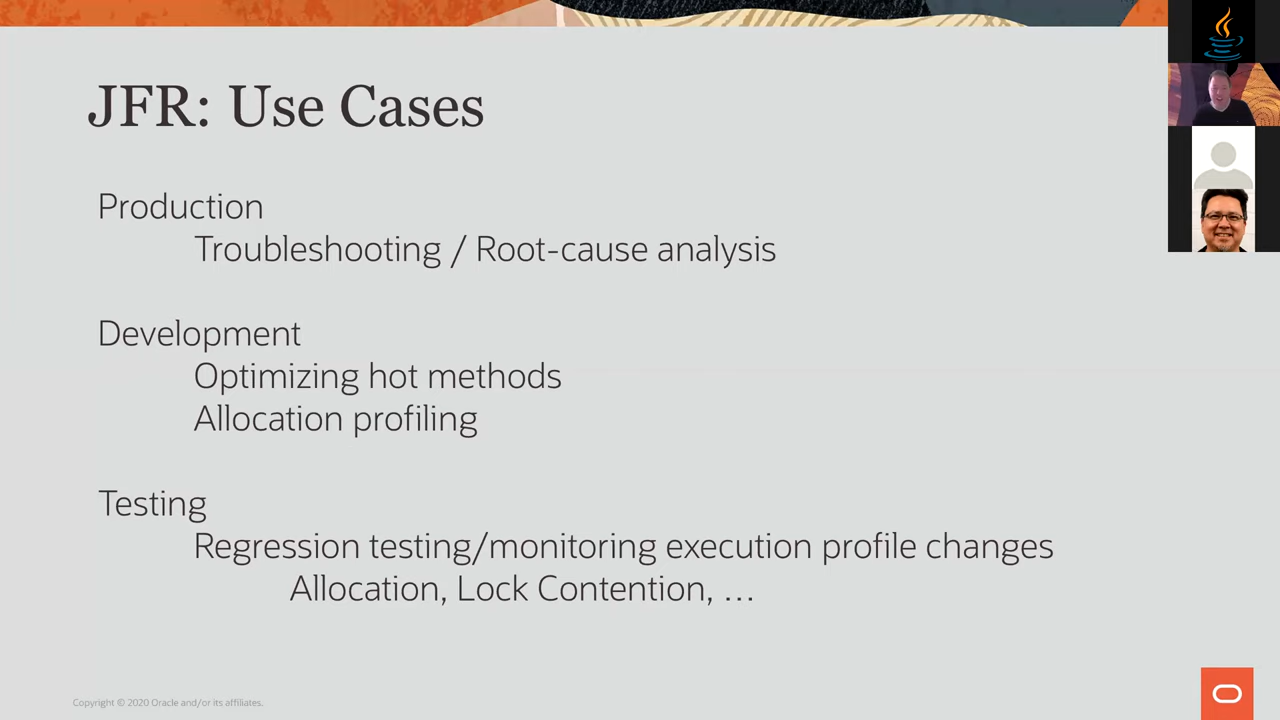 JFR: Use Cases
Production
Troubleshooting / Root-cause analysis
Development
Optimizing hot methods
Allocation profiling
Testing
Regression testing/monitoring execution profile changes
Allocation, Lock Contention, …
Copyright © 2020 Oracle and/or its affiliates.